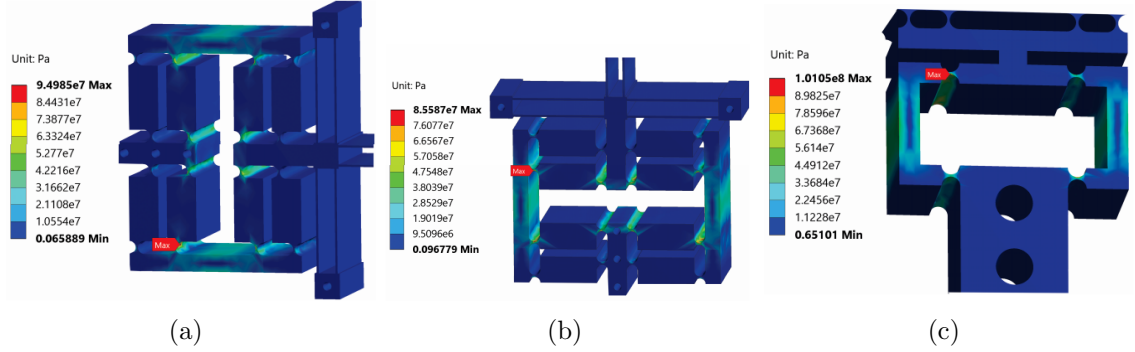 Unit: Pa
9.4985e7 Max
8.4431e7
7.3877e7
6.3324e7
5.277e7
4.2216e7
3.1662e7
2.1108e7
1.0554e7
0.065889 Min
Max
(a)
Unit: Pa
8.5587e7 Max
7.6077e7
6.6567e7
5.7058e7
4.7548e7
3.8039e7
2.8529e7
1.9019e7
9.5096e6
0.096779 Min
Max
(b)
Unit: Pa
1.0105e8 Max
8.9825e7
7.8596e7
6.7368e7
5.614e7
4.4912e7
3.3684e7
2.2456e7
1.1228e7
0.65101 Min
Max
(c)